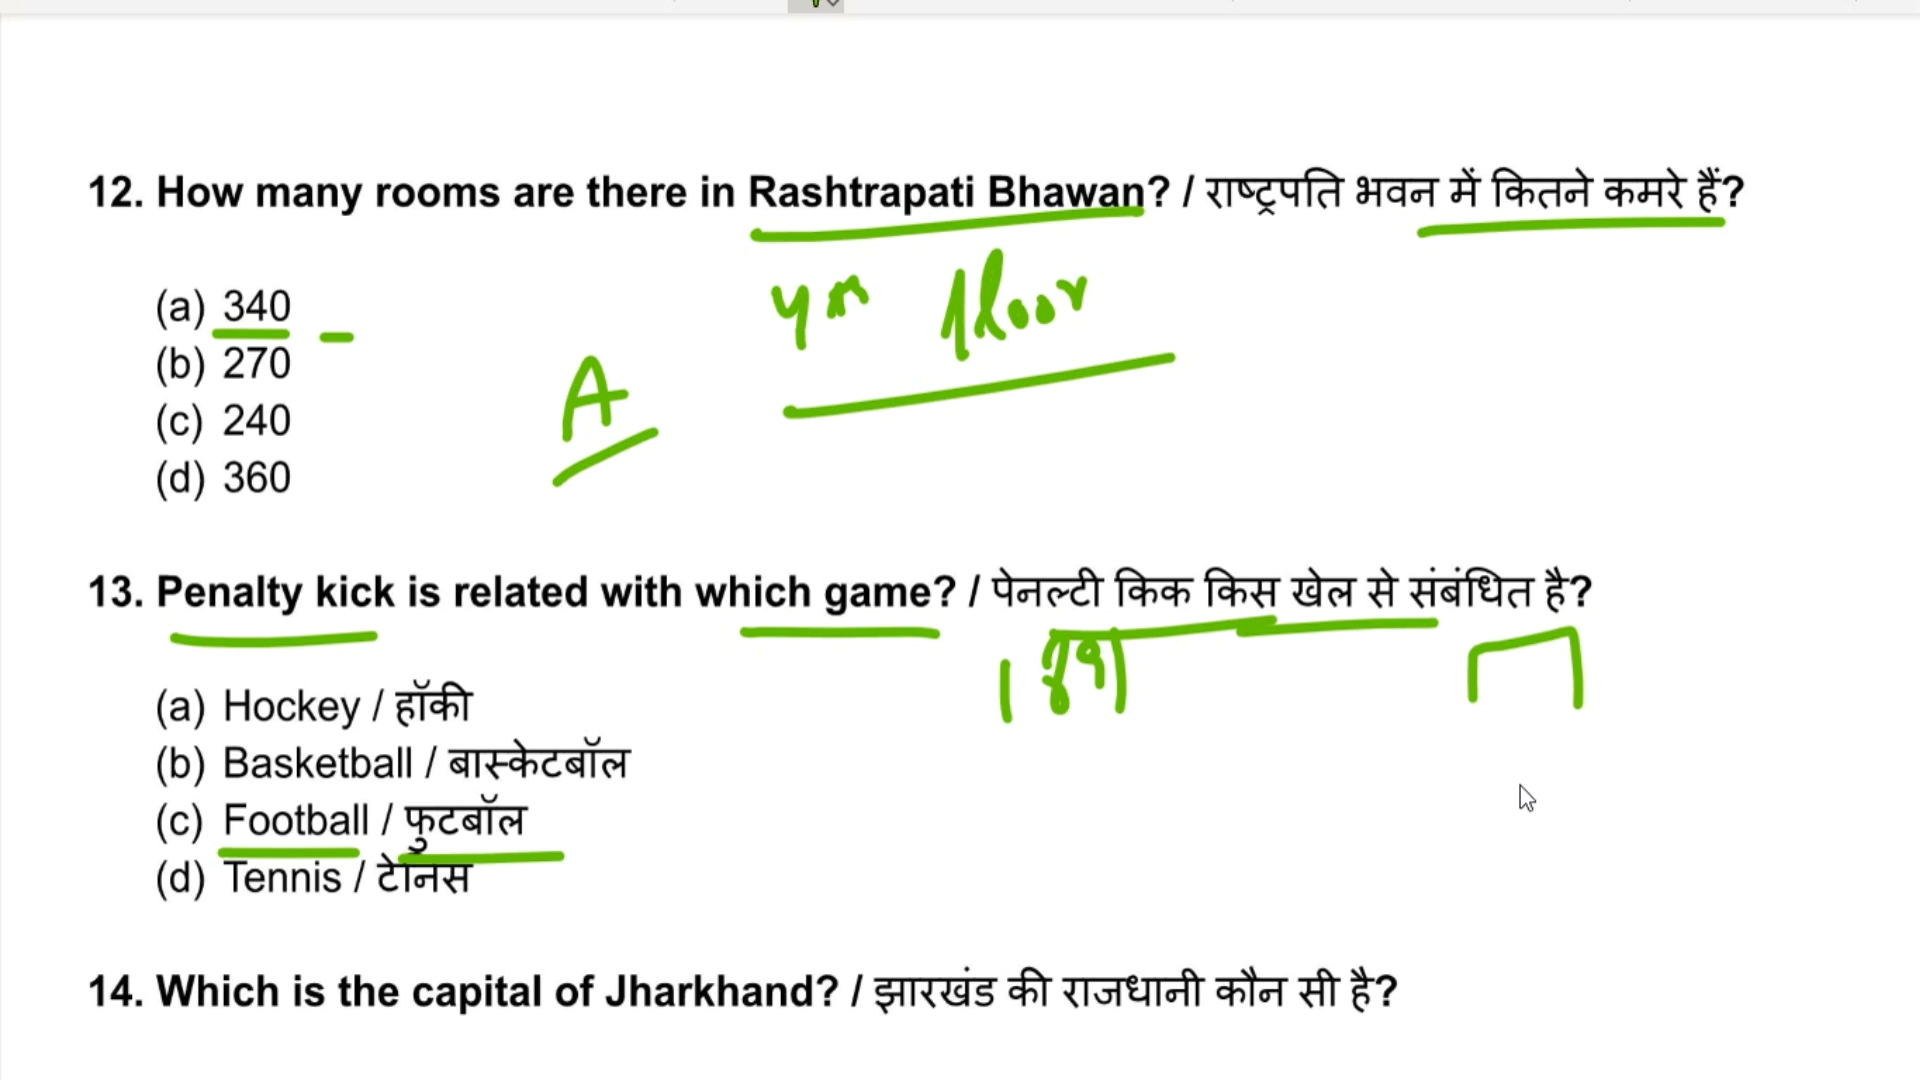 12. How many rooms are there in Rashtrapati Bhawan? / राष्ट्रपति भवन में कितने कमरे हैं?
(a) 340
floor
(b) 270
A
(c) 240
(d) 360
13. Penalty kick is related with which game? / पेनल्टी किक किस खेल से संबंधित है?
(a) Hockey / हॉकी
(b) Basketball / बास्केटबॉल
(c) Football / फुटबॉल
(d) Tennis / टेनिस
14. Which is the capital of Jharkhand? / झारखंड की राजधानी कौन सी है?